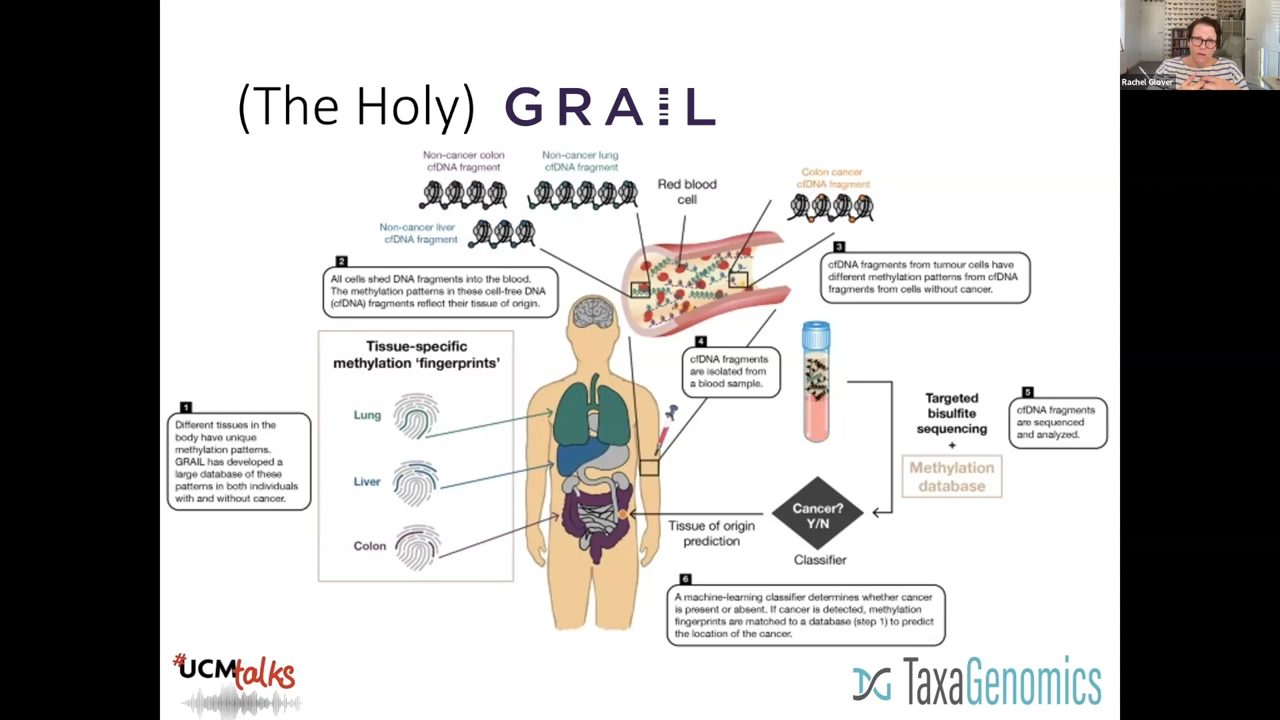 Rachel Glover
(The Holy) GRAIL
Non-cancer colon
cfDNA fragment
Non-cancer lung
cfDNA fragment
Red blood
cell
Colon cancer
cfDNA fragment
Non-cancer liver
cfDNA fragment
2
All cells shed DNA fragments into the blood.
The methylation patterns in these cell-free DNA
(cfDNA) fragments reflect their tissue of origin.
3
cfDNA fragments from tumour cells have
different methylation patterns from cfDNA
fragments from cells without cancer.
Tissue-specific
methylation ‘fingerprints’
Lung
Liver
Colon
1
Different tissues in the
body have unique
methylation patterns.
GRAIL has developed a
large database of these
patterns in both individuals
with and without cancer.
4
cfDNA fragments
are isolated from
a blood sample.
Targeted
bisulfite
sequencing
+
Methylation
database
5
cfDNA fragments
are sequenced
and analyzed.
Cancer?
Y/N
Classifier
Tissue of origin
prediction
6
A machine-learning classifier determines whether cancer
is present or absent. If cancer is detected, methylation
fingerprints are matched to a database (step 1) to predict
the location of the cancer.
#UCMtalks
TaxaGenomics